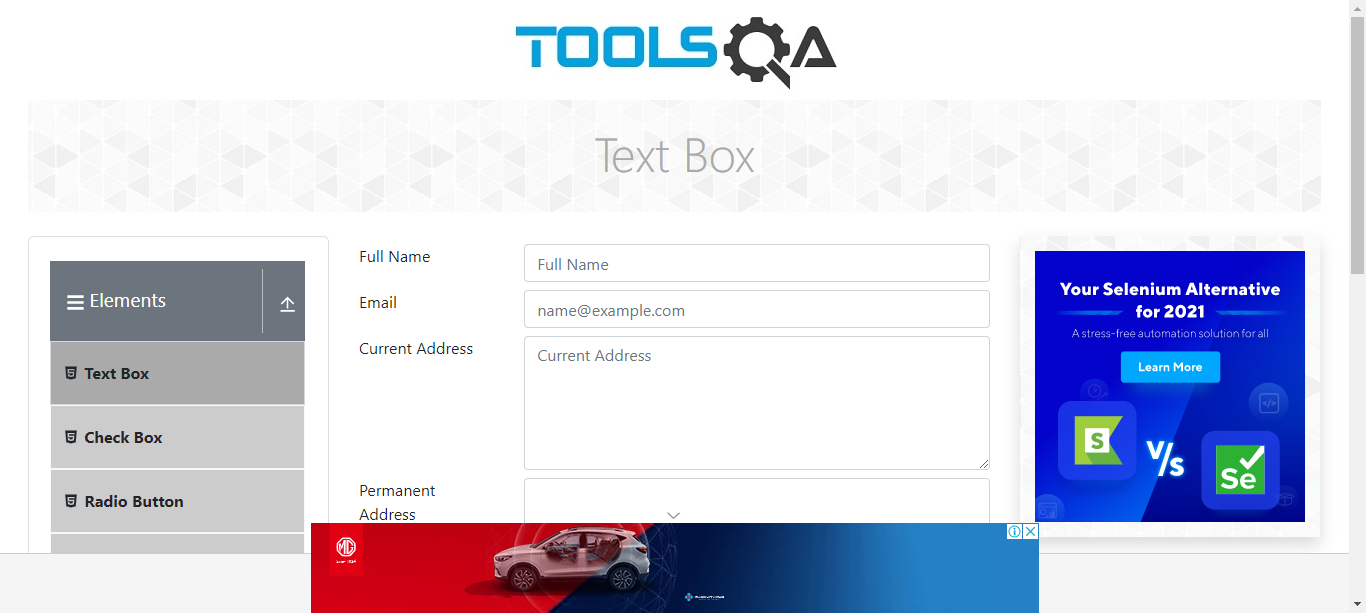 TOOLSQA
Text Box
Elements
Text Box
Check Box
Radio Button
Full Name
Full Name
Email
name@example.com
Current Address
Current Address
Permanent
Address
Your Selenium Alternative
for 2021
A stress-free automation solution for all
Learn More
S
V/s
Se
MG